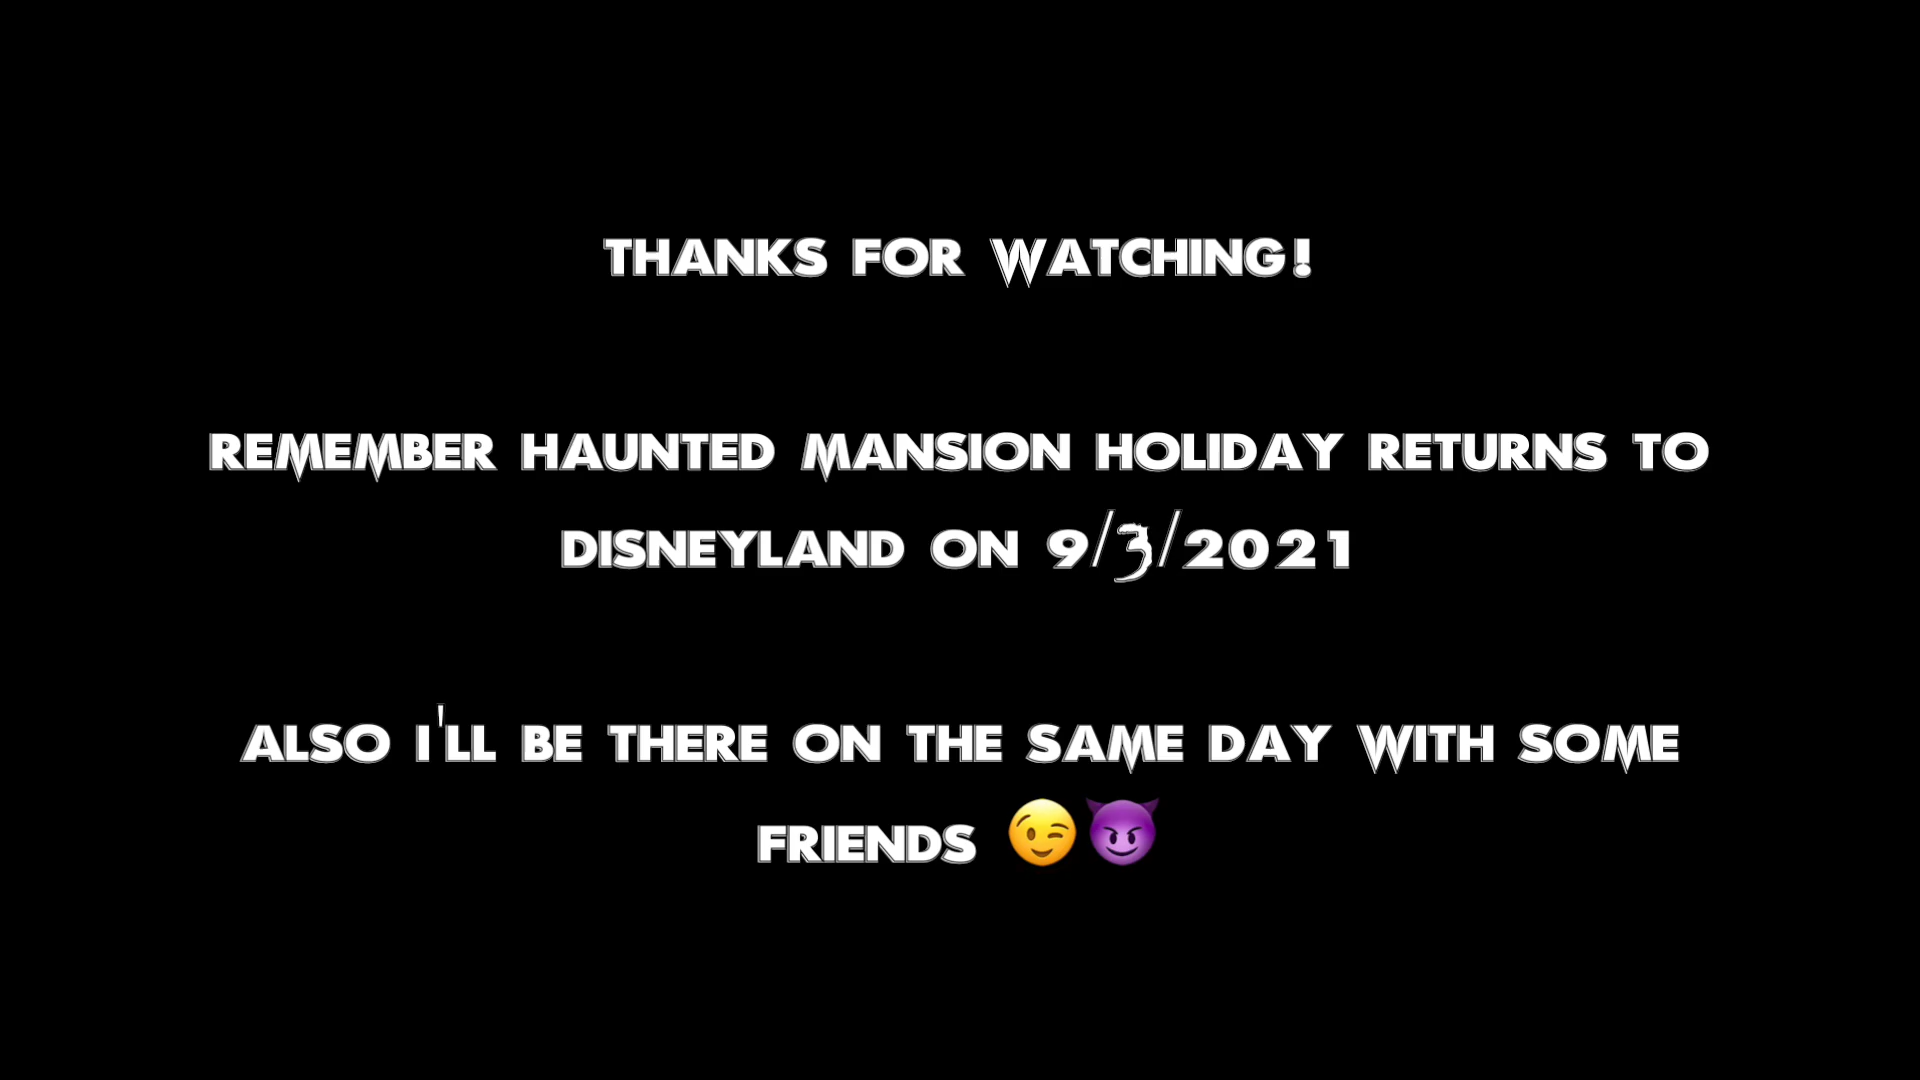 THANKS FOR WATCHING!
REMEMBER HAUNTED MANSION HOLIDAY RETURNS TO
DISNEYLAND ON 9/3/2021
ALSO I'LL BE THERE ON THE SAME DAY WITH SOME
FRIENDS 😉😈